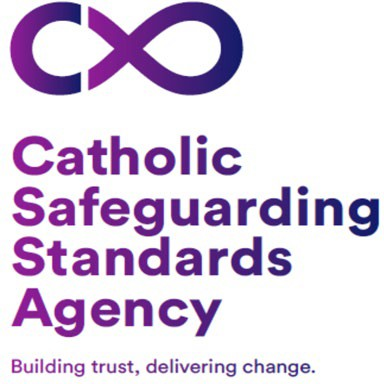 Catholic
Safeguarding
Standards
Agency
Building trust, delivering change.